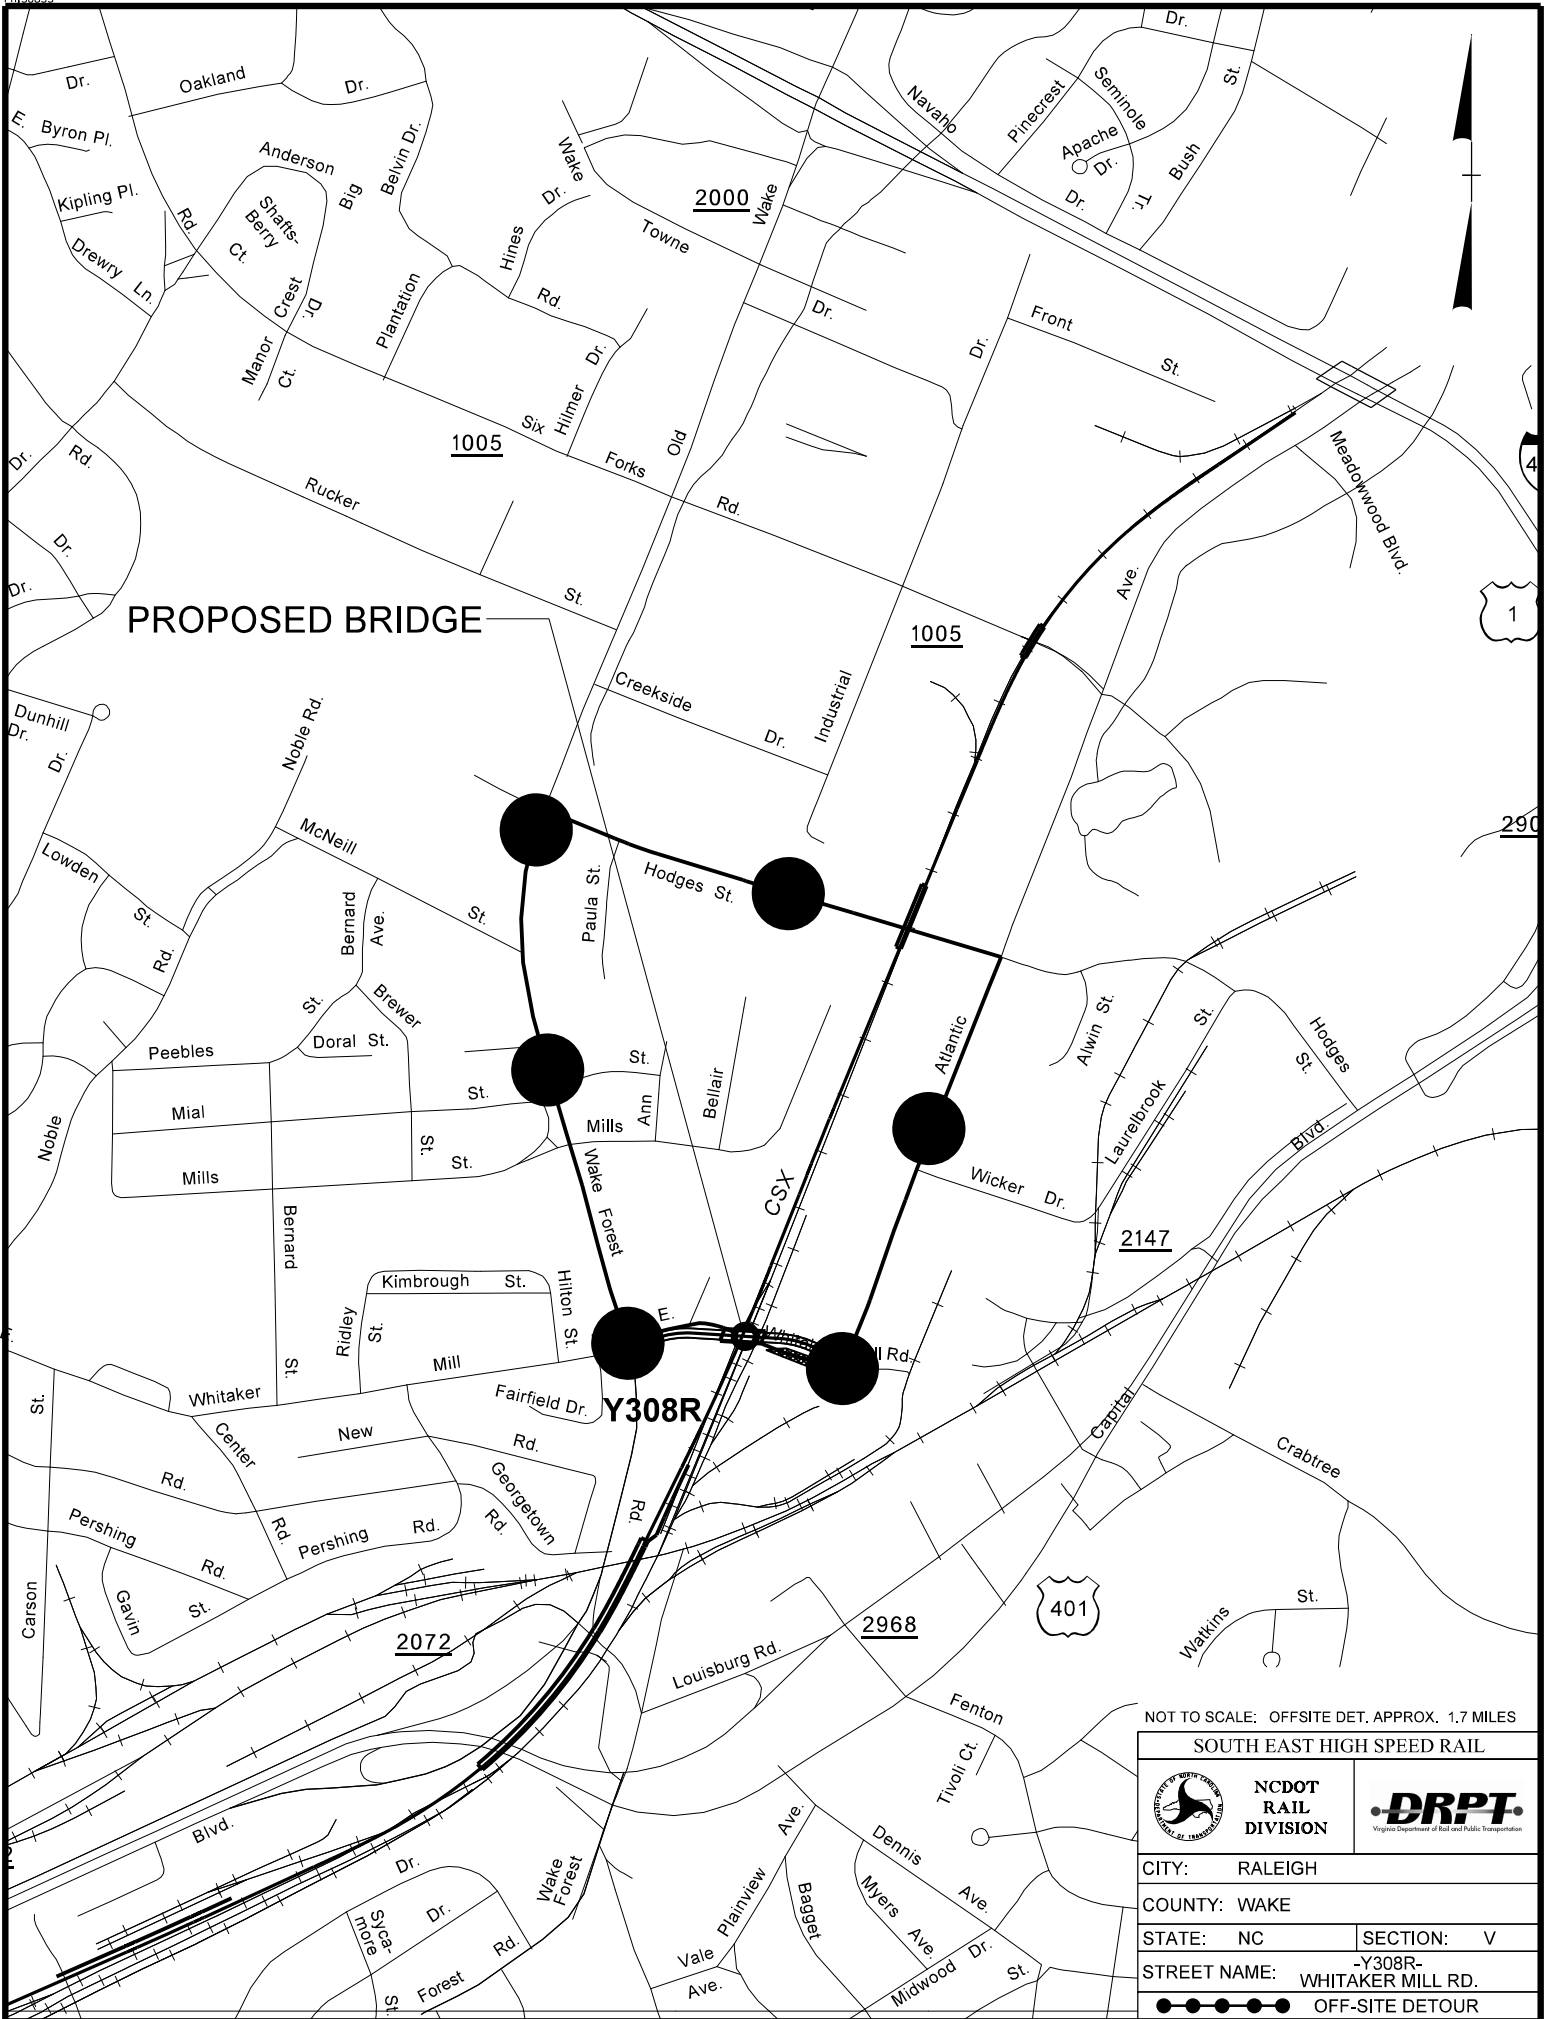 Dr.
Oakland
Dr.
E.
Byron Pl.
Kipling Pl.
Drewry
Ln.
Rd.
Anderson
Shafts-
Berry
Ct.
Big
Belvin Dr.
Manor
Crest
Dr.
Ct.
Plantation
Hines
Dr.
Rd.
Hilmer
Dr.
Wake
Towne
Dr.
2000
Old
Wake
Navaho
Dr.
Pinecrest
Dr.
Seminole
Apache
Dr.
Tr.
Bush
St.
Industrial
Dr.
Front
St.
Meadowwood Blvd.
4
1
1005
Six
Forks
Rd.
Rucker
St.
1005
Ave.
Dr.
Rd.
Dr.
Dr.
PROPOSED BRIDGE
Creekside
Dr.
Dunhill
Dr.
Dr.
Noble Rd.
290
Lowden
St.
Rd.
McNeill
St.
Bernard
Ave.
Paula St.
Hodges St.
Brewer
St.
Doral St.
Peebles
St.
Mial
St.
Mills
St.
St.
Mills
Ann
Bellair
Noble
Atlantic
Alwin St.
Laurelbrook
St.
Hodges
St.
Blvd.
Wicker Dr.
2147
CSX
Wake Forest
Rd.
Bernard
St.
Kimbrough St.
Ridley
St.
Hilton St.
E.
ll Rd.
Whitaker
Mill
Fairfield Dr.
Y308R
Center
Rd.
New
Rd.
Georgetown
Rd.
St.
Rd.
Pershing
Rd.
Pershing
Rd.
Gavin
St.
Carson
2072
Capital
Crabtree
401
2968
Louisburg Rd.
Watkins
St.
Fenton
Tivoli Ct.
Blvd.
Dr.
Dr.
Syca-
more
St.
Forest
Rd.
Wake
Forest
Plainview
Ave.
Dennis
Ave.
Bagget
Myers
Ave.
Vale
Ave.
Midwood
Dr.
St.
NOT TO SCALE: OFFSITE DET. APPROX. 1.7 MILES
SOUTH EAST HIGH SPEED RAIL
NCDOT
RAIL
DIVISION
DRPT
Virginia Department of Rail and Public Transportation
CITY: RALEIGH
COUNTY: WAKE
STATE: NC
SECTION: V
STREET NAME:
-Y308R-
WHITAKER MILL RD.
OFF-SITE DETOUR